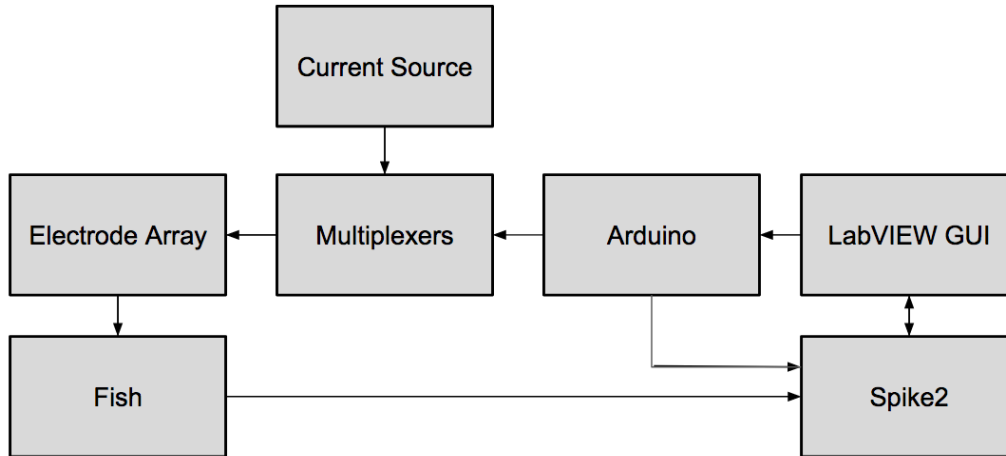 Current Source
Electrode Array
Multiplexers
Arduino
LabVIEW GUI
Fish
Spike2